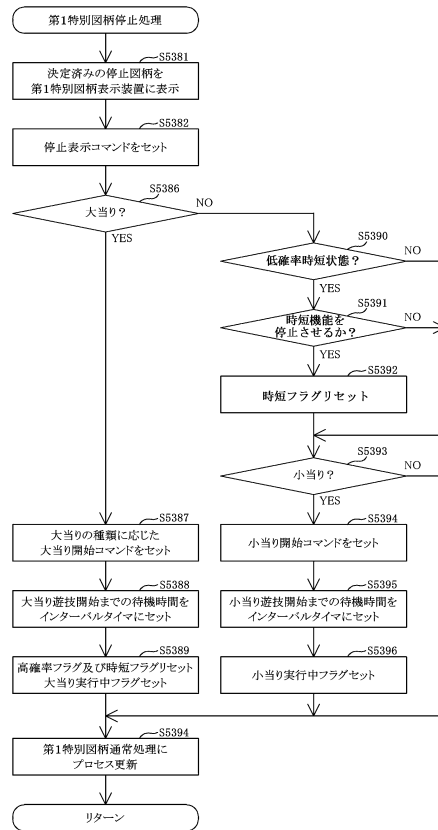 第1特別図柄停止処理
S5381
決定済みの停止図柄を
第1特別図柄表示装置に表示
S5382
停止表示コマンドをセット
S5386
大当り？
NO
YES
S5390
低確率時短状態？
NO
YES
S5391
時短機能を
停止させるか？
NO
YES
S5392
時短フラグリセット
S5393
小当り？
NO
YES
S5387
大当りの種類に応じた
大当り開始コマンドをセット
S5394
小当り開始コマンドをセット
S5388
大当り遊技開始までの待機時間を
インターバルタイマにセット
S5395
小当り遊技開始までの待機時間を
インターバルタイマにセット
S5389
高確率フラグ及び時短フラグリセット
大当り実行中フラグセット
S5396
小当り実行中フラグセット
S5394
第1特別図柄通常処理に
プロセス更新
リターン